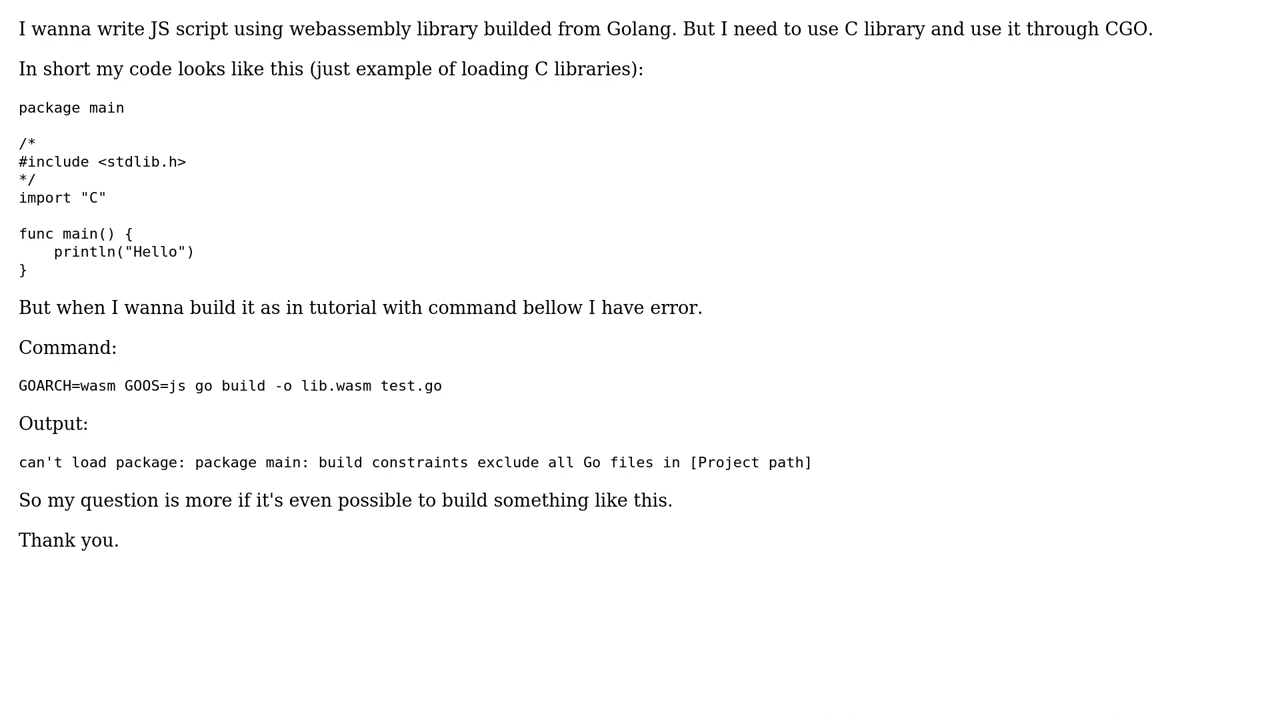 I wanna write JS script using webassembly library builded from Golang. But I need to use C library and use it through CGO.
In short my code looks like this (just example of loading C libraries):
package main
/*
#include <stdlib.h>
*/
import "C"
func main() {
    println("Hello")
}
But when I wanna build it as in tutorial with command bellow I have error.
Command:
GOARCH=wasm GOOS=js go build -o lib.wasm test.go
Output:
can't load package: package main: build constraints exclude all Go files in [Project path]
So my question is more if it's even possible to build something like this.
Thank you.